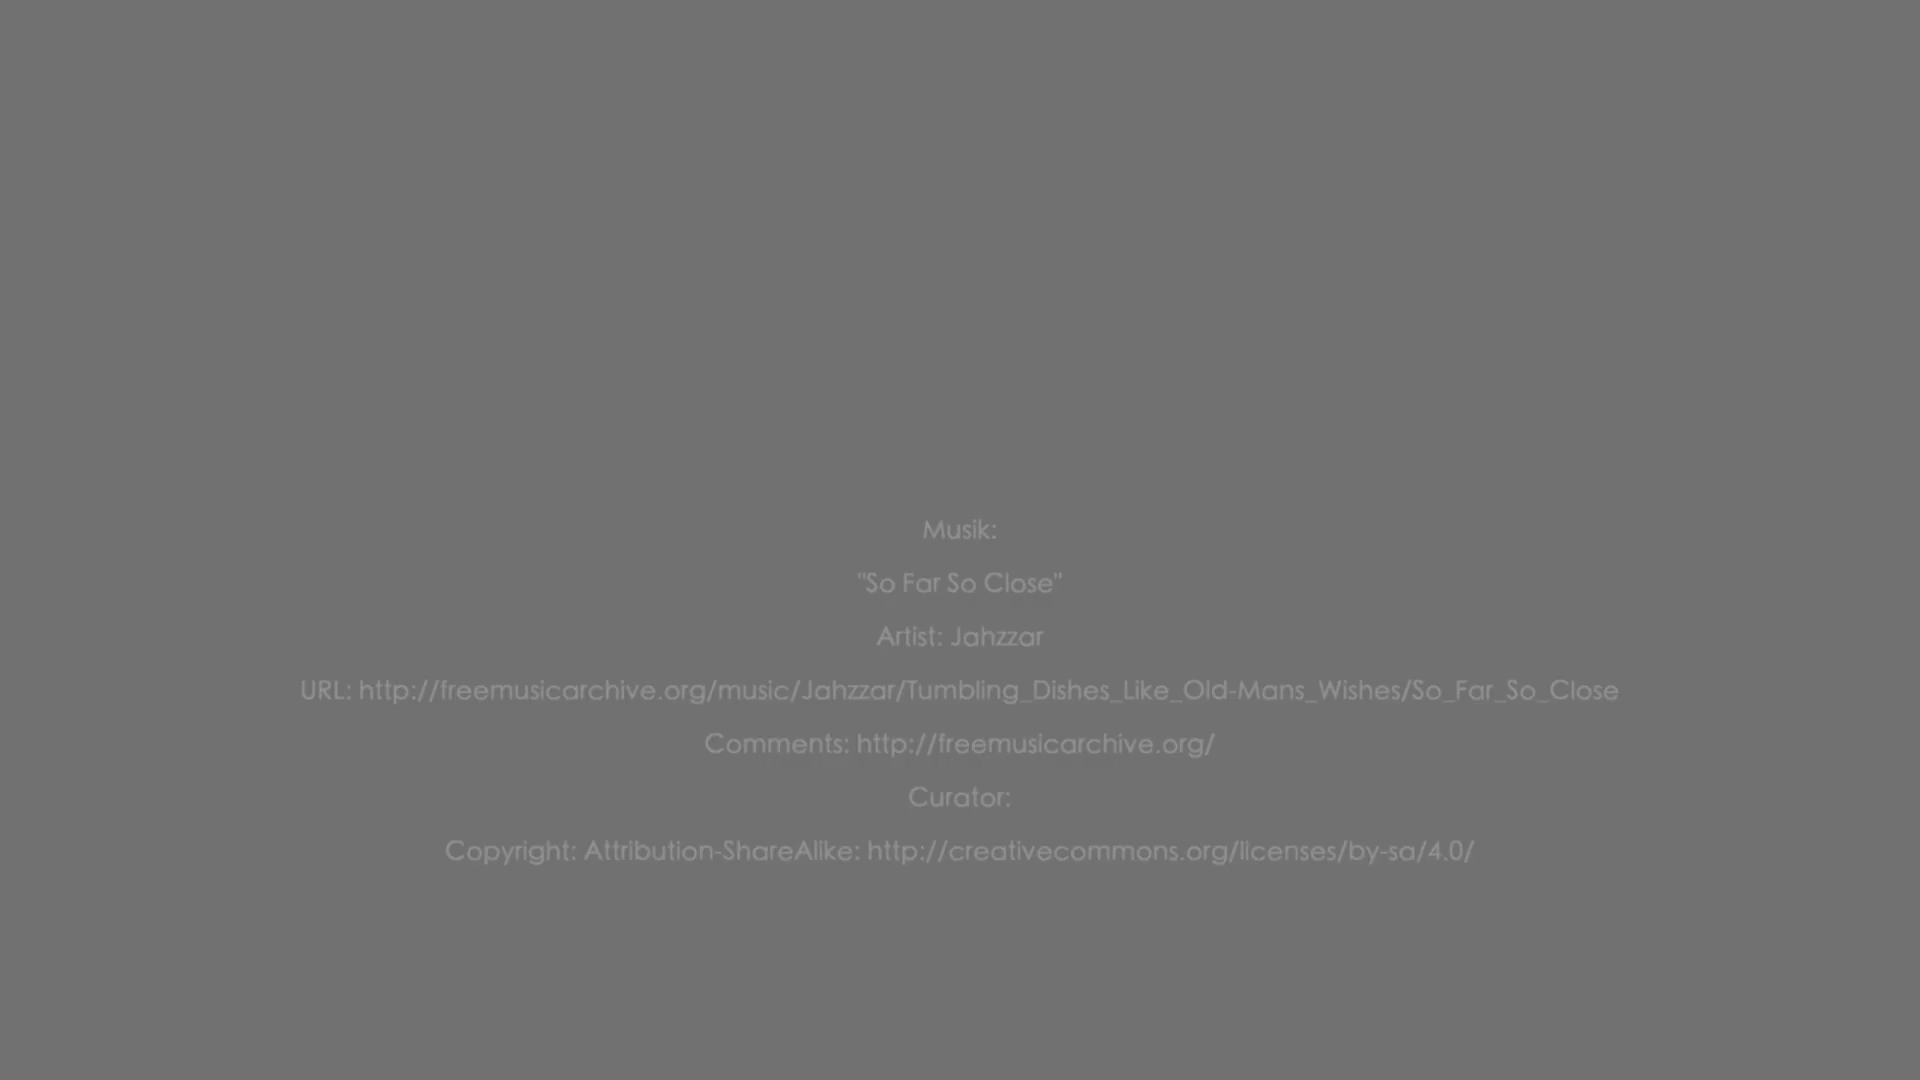 Musik:
"So Far So Close"
Artist: Jahzzar
URL: http://freemusicarchive.org/music/Jahzzar/Tumbling_Dishes_Like_Old-Mans_Wishes/So_Far_So_Close
Comments: http://freemusicarchive.org/
Curator:
Copyright: Attribution-ShareAlike: http://creativecommons.org/licenses/by-sa/4.0/